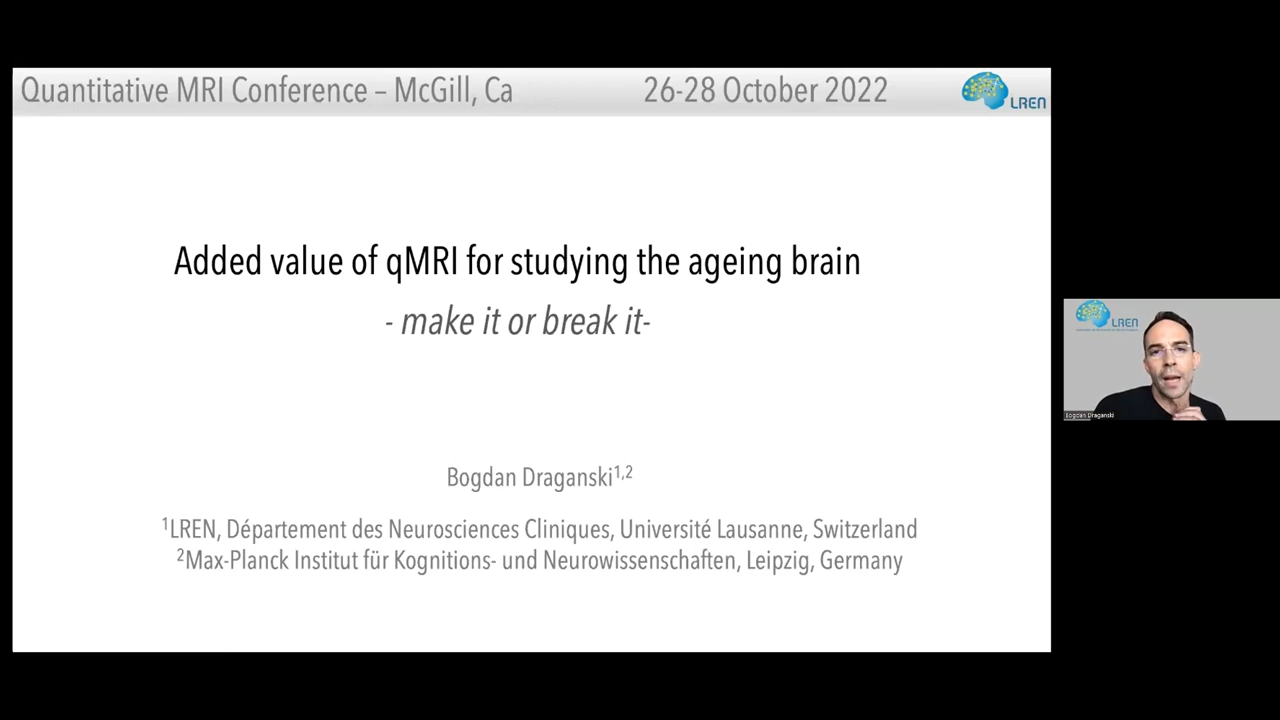 Quantitative MRI Conference – McGill, Ca 26-28 October 2022
LREN
Added value of qMRI for studying the ageing brain
- make it or break it-
Bogdan Draganski1,2
1LREN, Département des Neurosciences Cliniques, Université Lausanne, Switzerland
2Max-Planck Institut für Kognitions- und Neurowissenschaften, Leipzig, Germany
LREN
Bogdan Draganski